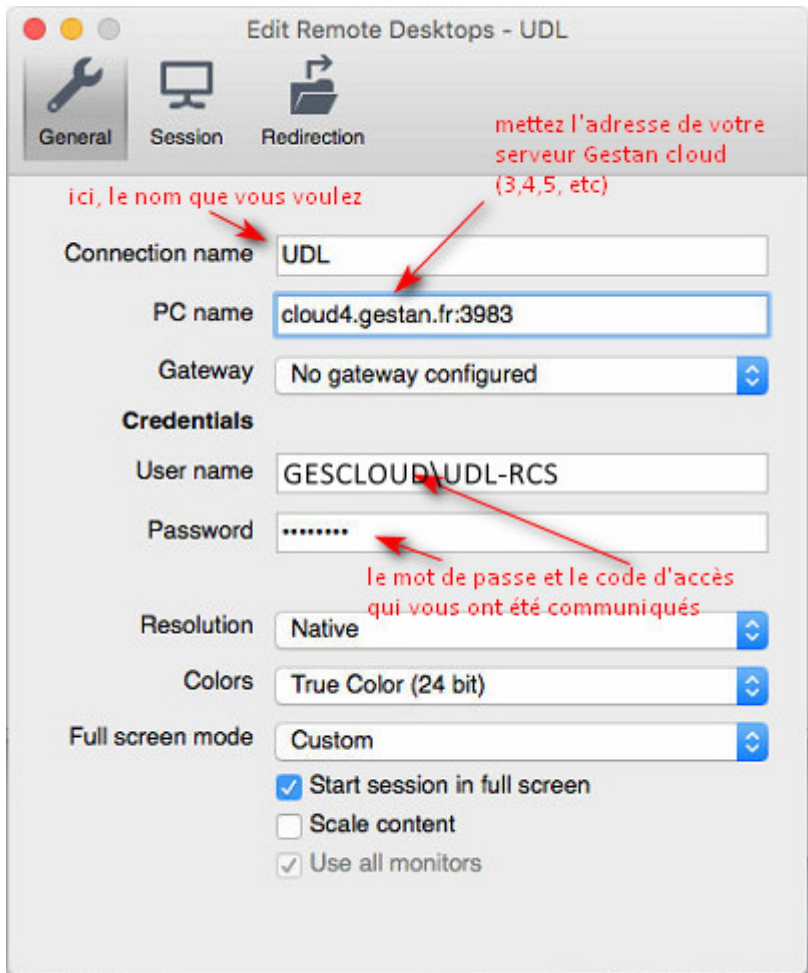 Edit Remote Desktops - UDL
General Session Redirection
mettez l'adresse de votre
serveur Gestan cloud
(3,4,5, etc)
ici, le nom que vous voulez
Connection name UDL
PC name cloud4.gestan.fr:3983
Gateway No gateway configured
Credentials
User name GESCLOUD\UDL-RCS
Password ••••••••
le mot de passe et le code d'accès
qui vous ont été communiqués
Resolution Native
Colors True Color (24 bit)
Full screen mode Custom
Start session in full screen
Scale content
Use all monitors